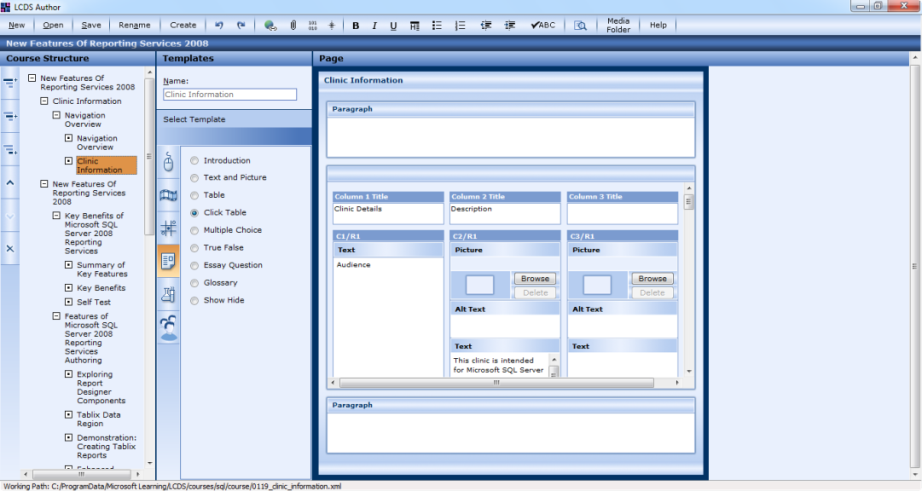 LCDS Author
New Open Save Rename Create ABC Media Folder Help
New Features Of Reporting Services 2008
Course Structure
New Features Of
Reporting Services 2008
Clinic Information
Navigation
Overview
Navigation
Overview
Clinic
Information
New Features Of
Reporting Services
2008
Key Benefits of
Microsoft SQL
Server 2008
Reporting
Services
Summary of
Key Features
Key Benefits
Self Test
Features of
Microsoft SQL
Server 2008
Reporting
Services
Authoring
Exploring
Report
Designer
Components
Tablix Data
Region
Demonstration:
Creating Tablix
Reports
Enhanced
Templates
Name:
Clinic Information
Select Template
Introduction
Text and Picture
Table
Click Table
Multiple Choice
True False
Essay Question
Glossary
Show Hide
Page
Clinic Information
Paragraph
Column 1 Title Column 2 Title Column 3 Title
Clinic Details Description
C1/R1 C2/R1 C3/R1
Text Picture Picture
Audience
Browse Browse
Delete Delete
Alt Text Alt Text
Text Text
This clinic is intended
for Microsoft SQL Server
Paragraph
Working Path: C:/ProgramData/Microsoft Learning/LCDS/courses/sql/course/0119_clinic_information.xml